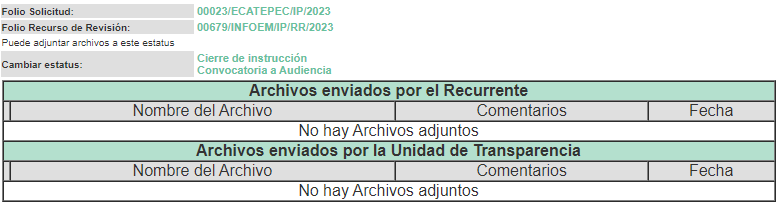 Folio Solicitud: 00023/ECATEPEC/IP/2023
Folio Recurso de Revisión: 00679/INFOEM/IP/RR/2023
Puede adjuntar archivos a este estatus
Cambiar estatus: Cierre de instrucción
Convocatoria a Audiencia
Archivos enviados por el Recurrente
Nombre del Archivo Comentarios Fecha
No hay Archivos adjuntos
Archivos enviados por la Unidad de Transparencia
Nombre del Archivo Comentarios Fecha
No hay Archivos adjuntos